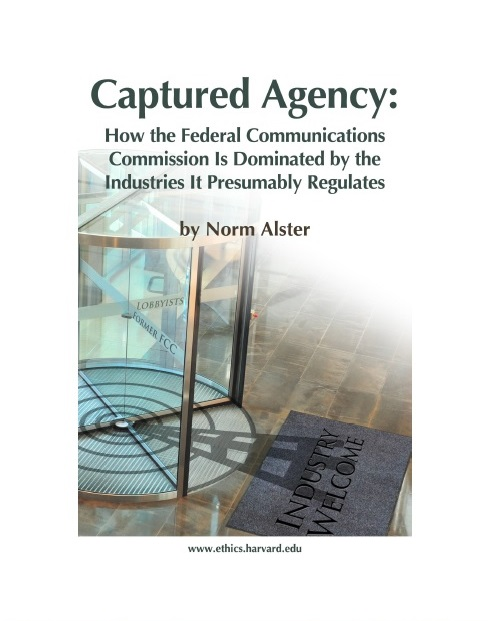 Captured Agency:
How the Federal Communications
Commission Is Dominated by the
Industries It Presumably Regulates
by Norm Alster
LOBBYISTS
FORMER FCC
INDUSTRY
WELCOME
www.ethics.harvard.edu